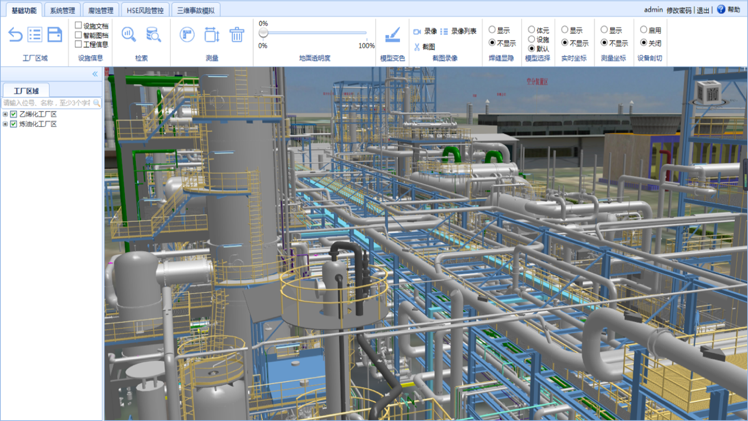 基础功能 系统管理 腐蚀管理 HSE风险管控 三维事故模拟
admin 修改密码 | 退出 | 帮助
设施文档
智能图档
工程信息
0%
0% 100%
录像 录像列表
截图
显示 不显示
体元 设施 默认
显示 不显示
显示 不显示
启用 关闭
工厂区域 设施信息 检索 测量 地面透明度 模型变色 截图录像 焊缝显隐 模型选择 实时坐标 测量坐标 设备剖切
工厂区域
请输入位号、名称，至少3个字符
乙烯化工厂区
炼油化工厂区